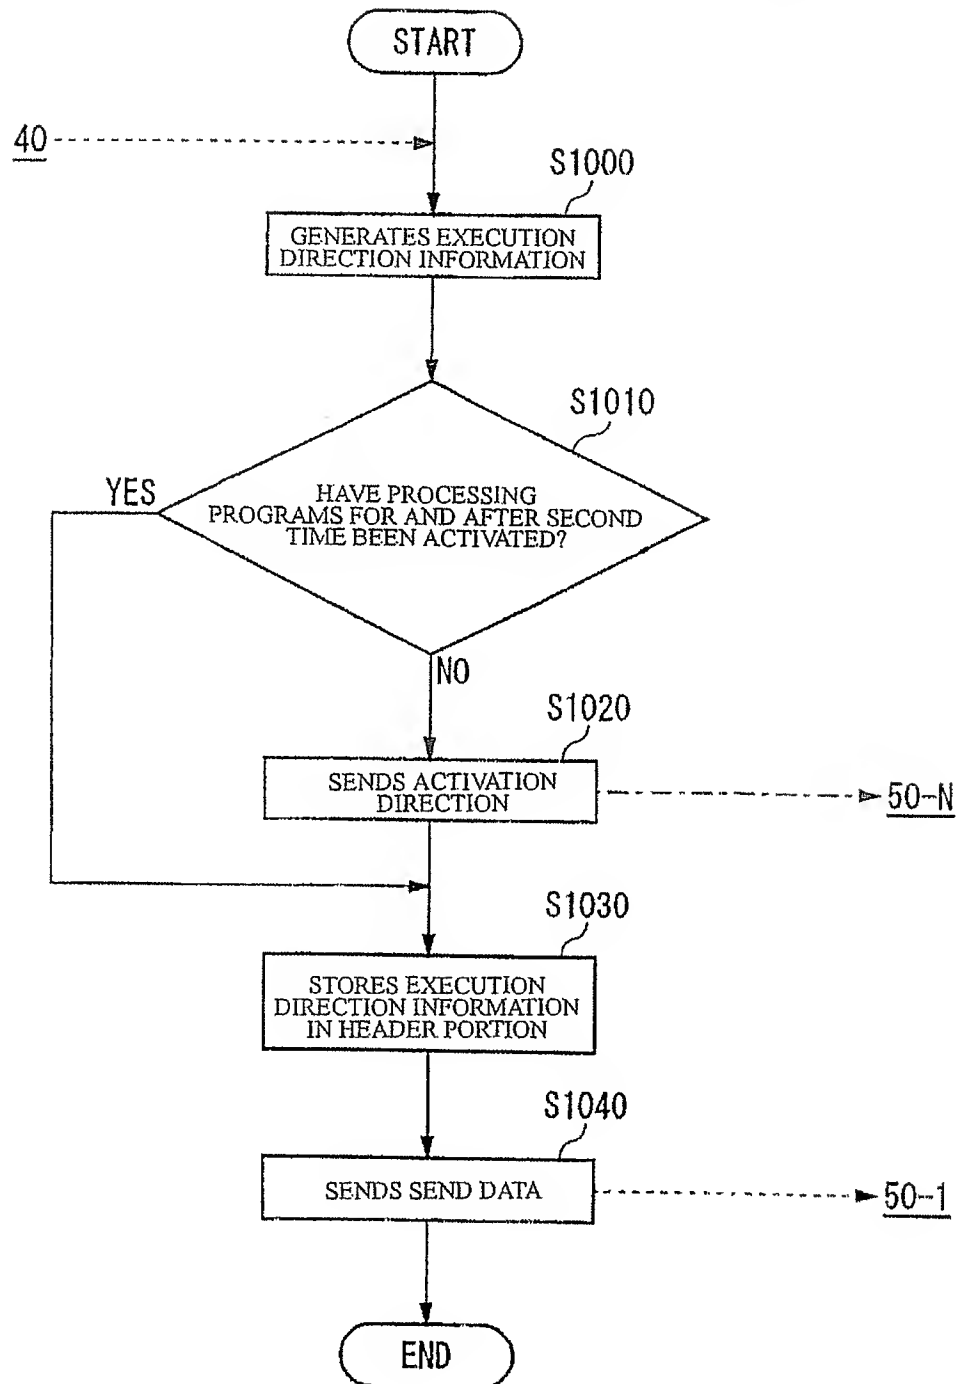 START
40
S1000
GENERATES EXECUTION
DIRECTION INFORMATION
S1010
YES
HAVE PROCESSING
PROGRAMS FOR AND AFTER SECOND
TIME BEEN ACTIVATED?
NO
S1020
SENDS ACTIVATION
DIRECTION
50-N
S1030
STORES EXECUTION
DIRECTION INFORMATION
IN HEADER PORTION
S1040
SENDS SEND DATA
50-1
END